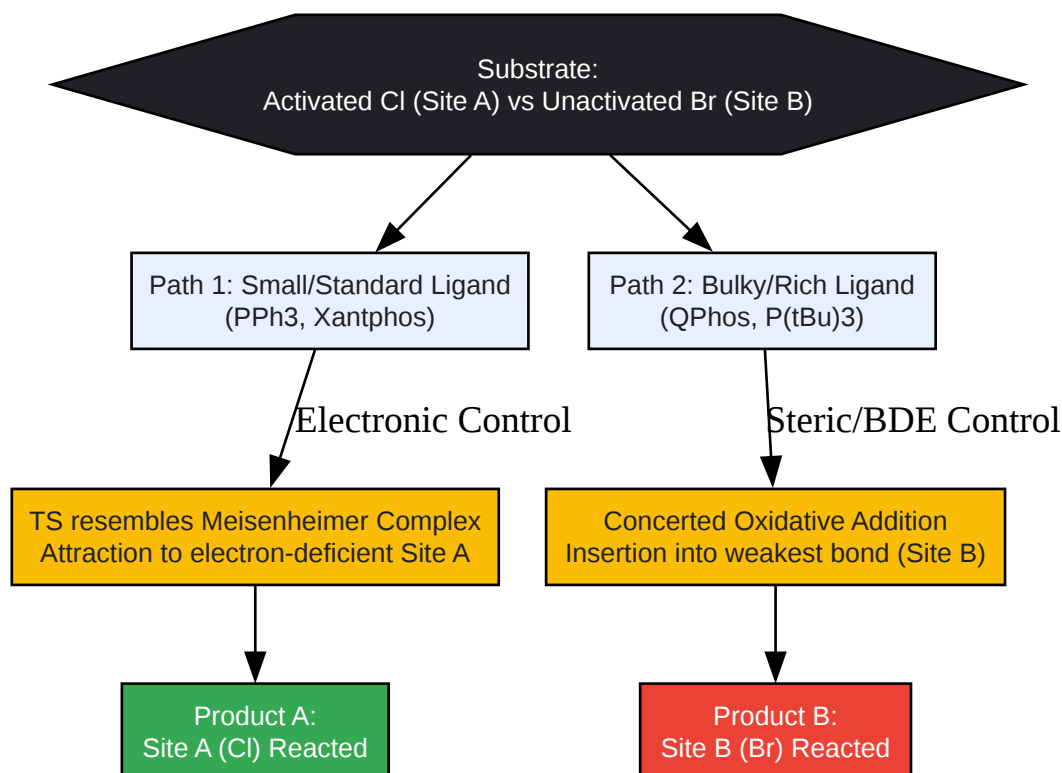 Substrate:
Activated Cl (Site A) vs Unactivated Br (Site B)
Path 1: Small/Standard Ligand
(PPh3, Xantphos)
Path 2: Bulky/Rich Ligand
(QPhos, P(tBu)3)
Electronic Control
Steric/BDE Control
TS resembles Meisenheimer Complex
Attraction to electron-deficient Site A
Concerted Oxidative Addition
Insertion into weakest bond (Site B)
Product A:
Site A (Cl) Reacted
Product B:
Site B (Br) Reacted